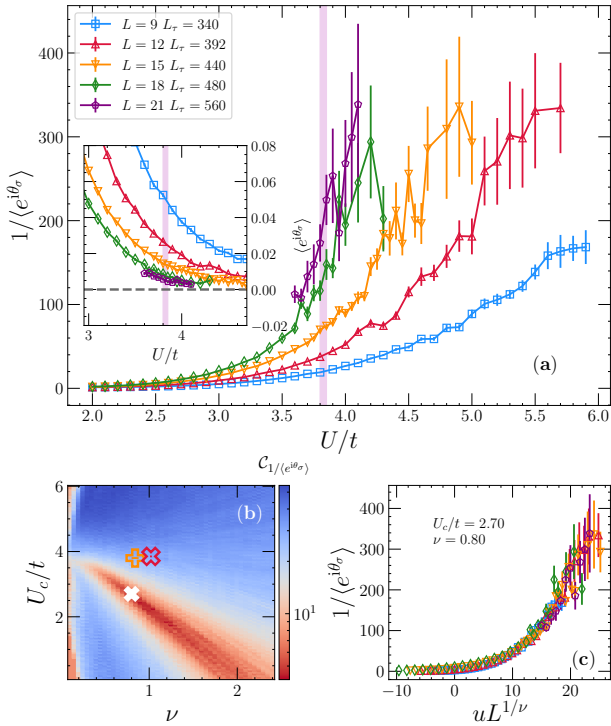 L = 9 L_τ = 340
L = 12 L_τ = 392
L = 15 L_τ = 440
L = 18 L_τ = 480
L = 21 L_τ = 560
400
300
200
100
0
1/⟨e^{iθ_σ}⟩
2.0 2.5 3.0 3.5 4.0 4.5 5.0 5.5 6.0
U/t
(a)
0.08
0.06
0.04
0.02
0.00
−0.02
⟨e^{iθ_σ}⟩
3 4
U/t
C_{1/⟨e^{iθ_σ}⟩}
6
4
2
U_c/t
1 2
ν
(b)
10^1
400
300
200
100
0
1/⟨e^{iθ_σ}⟩
U_c/t = 2.70
ν = 0.80
(c)
−10 0 10 20
uL^{1/ν}